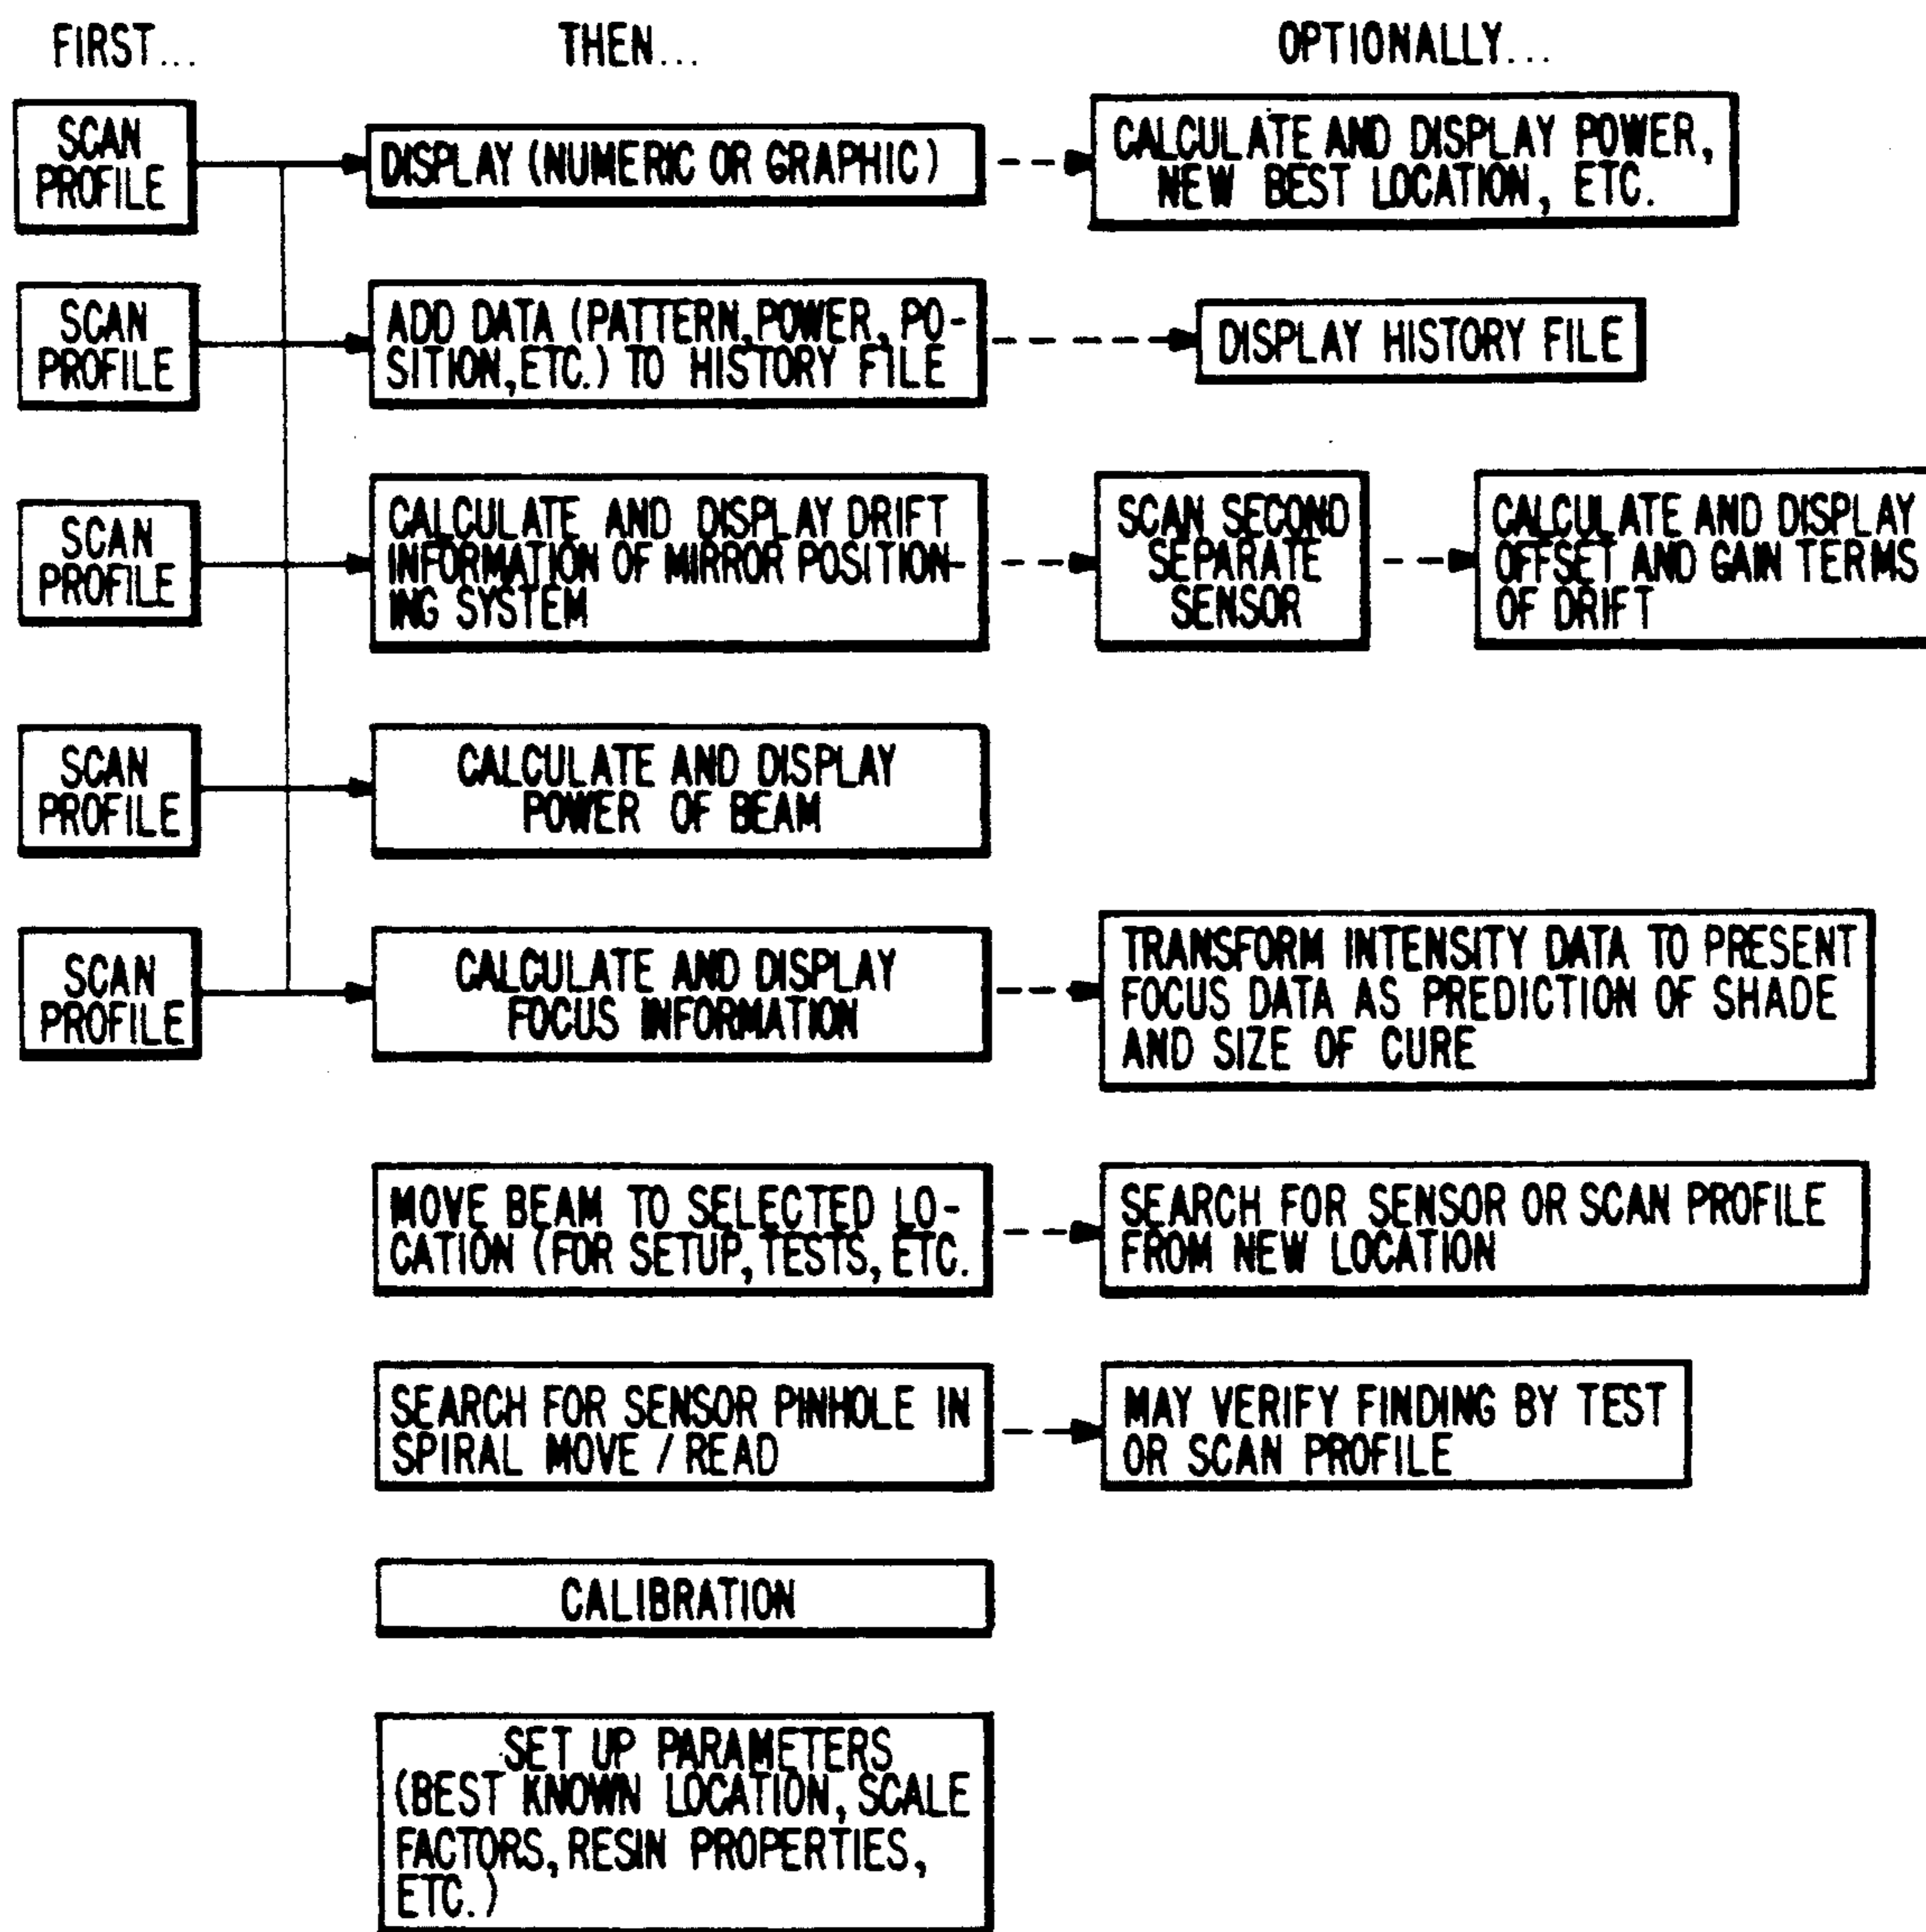 FIRST...
THEN...
OPTIONALLY...
SCAN
PROFILE
DISPLAY (NUMERIC OR GRAPHIC)
CALCULATE AND DISPLAY POWER,
NEW BEST LOCATION, ETC.
SCAN
PROFILE
ADD DATA (PATTERN, POWER, PO-
SITION, ETC.) TO HISTORY FILE
DISPLAY HISTORY FILE
SCAN
PROFILE
CALCULATE AND DISPLAY DRIFT
INFORMATION OF MIRROR POSITION-
ING SYSTEM
SCAN SECOND
SEPARATE
SENSOR
CALCULATE AND DISPLAY
OFFSET AND GAIN TERMS
OF DRIFT
SCAN
PROFILE
CALCULATE AND DISPLAY
POWER OF BEAM
SCAN
PROFILE
CALCULATE AND DISPLAY
FOCUS INFORMATION
TRANSFORM INTENSITY DATA TO PRESENT
FOCUS DATA AS PREDICTION OF SHADE
AND SIZE OF CURE
MOVE BEAM TO SELECTED LO-
CATION (FOR SETUP, TESTS, ETC.
SEARCH FOR SENSOR OR SCAN PROFILE
FROM NEW LOCATION
SEARCH FOR SENSOR PINHOLE IN
SPIRAL MOVE / READ
MAY VERIFY FINDING BY TEST
OR SCAN PROFILE
CALIBRATION
SET UP PARAMETERS
(BEST KNOWN LOCATION, SCALE
FACTORS, RESIN PROPERTIES,
ETC.)